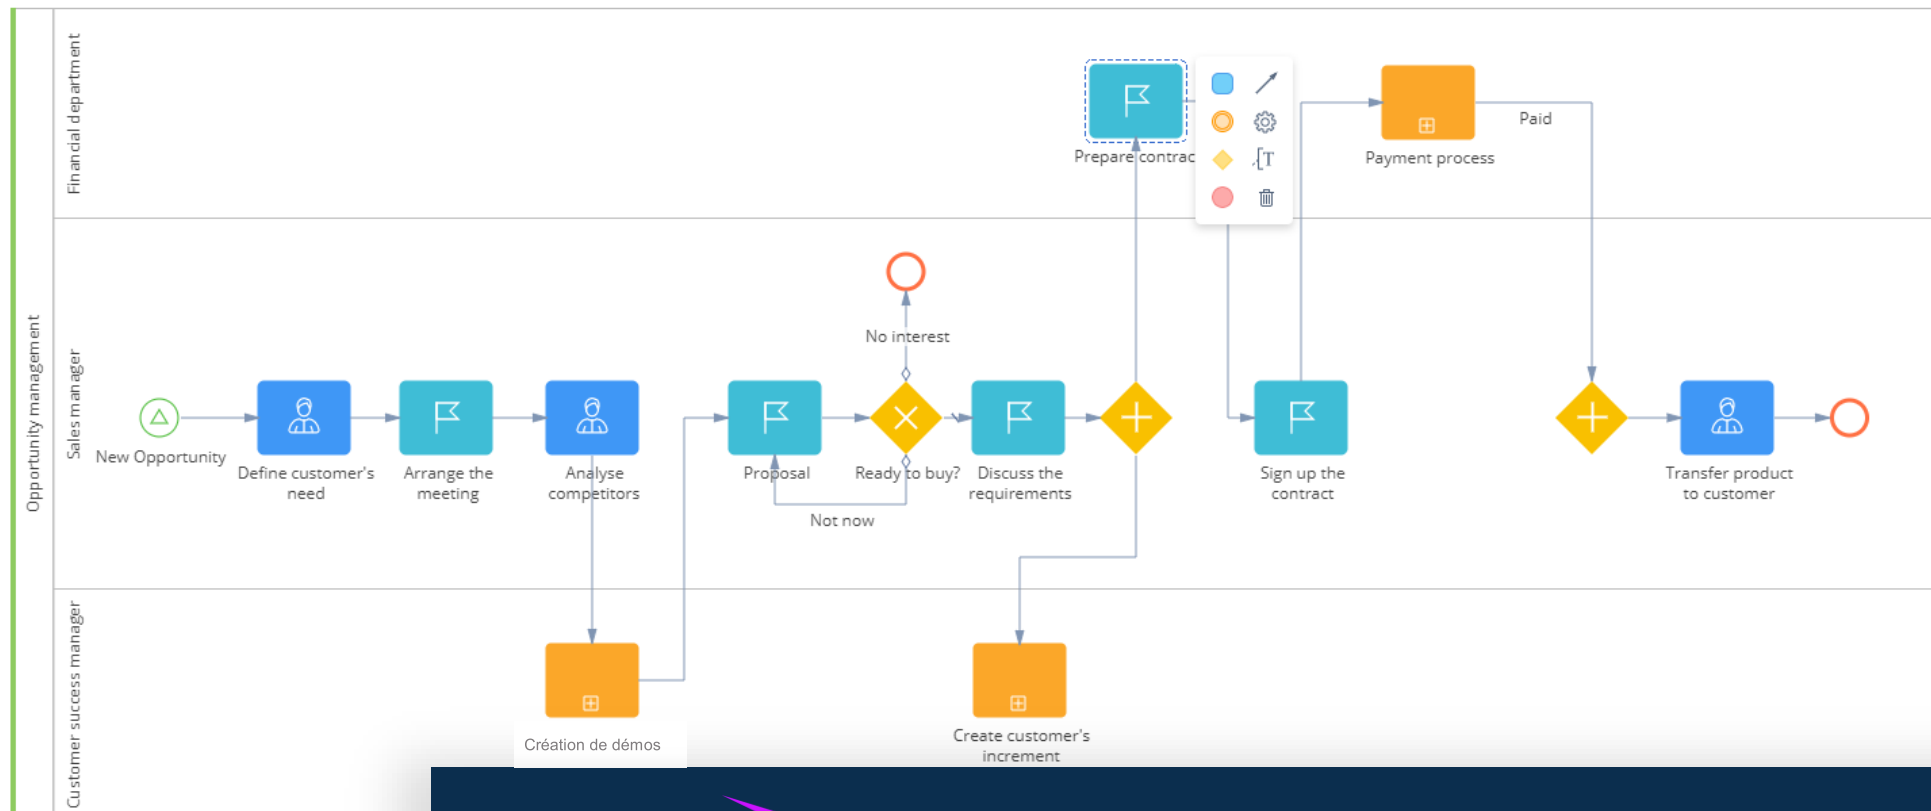 Opportunity management
Financial department
Prepare contrac
Payment process
Paid
T
Sales manager
No interest
New Opportunity
Define customer's
need
Arrange the
meeting
Analyse
competitors
Proposal
Ready to buy?
Not now
Discuss the
requirements
Sign up the
contract
Transfer product
to customer
Customer success manager
Création de démos
Create customer's
increment